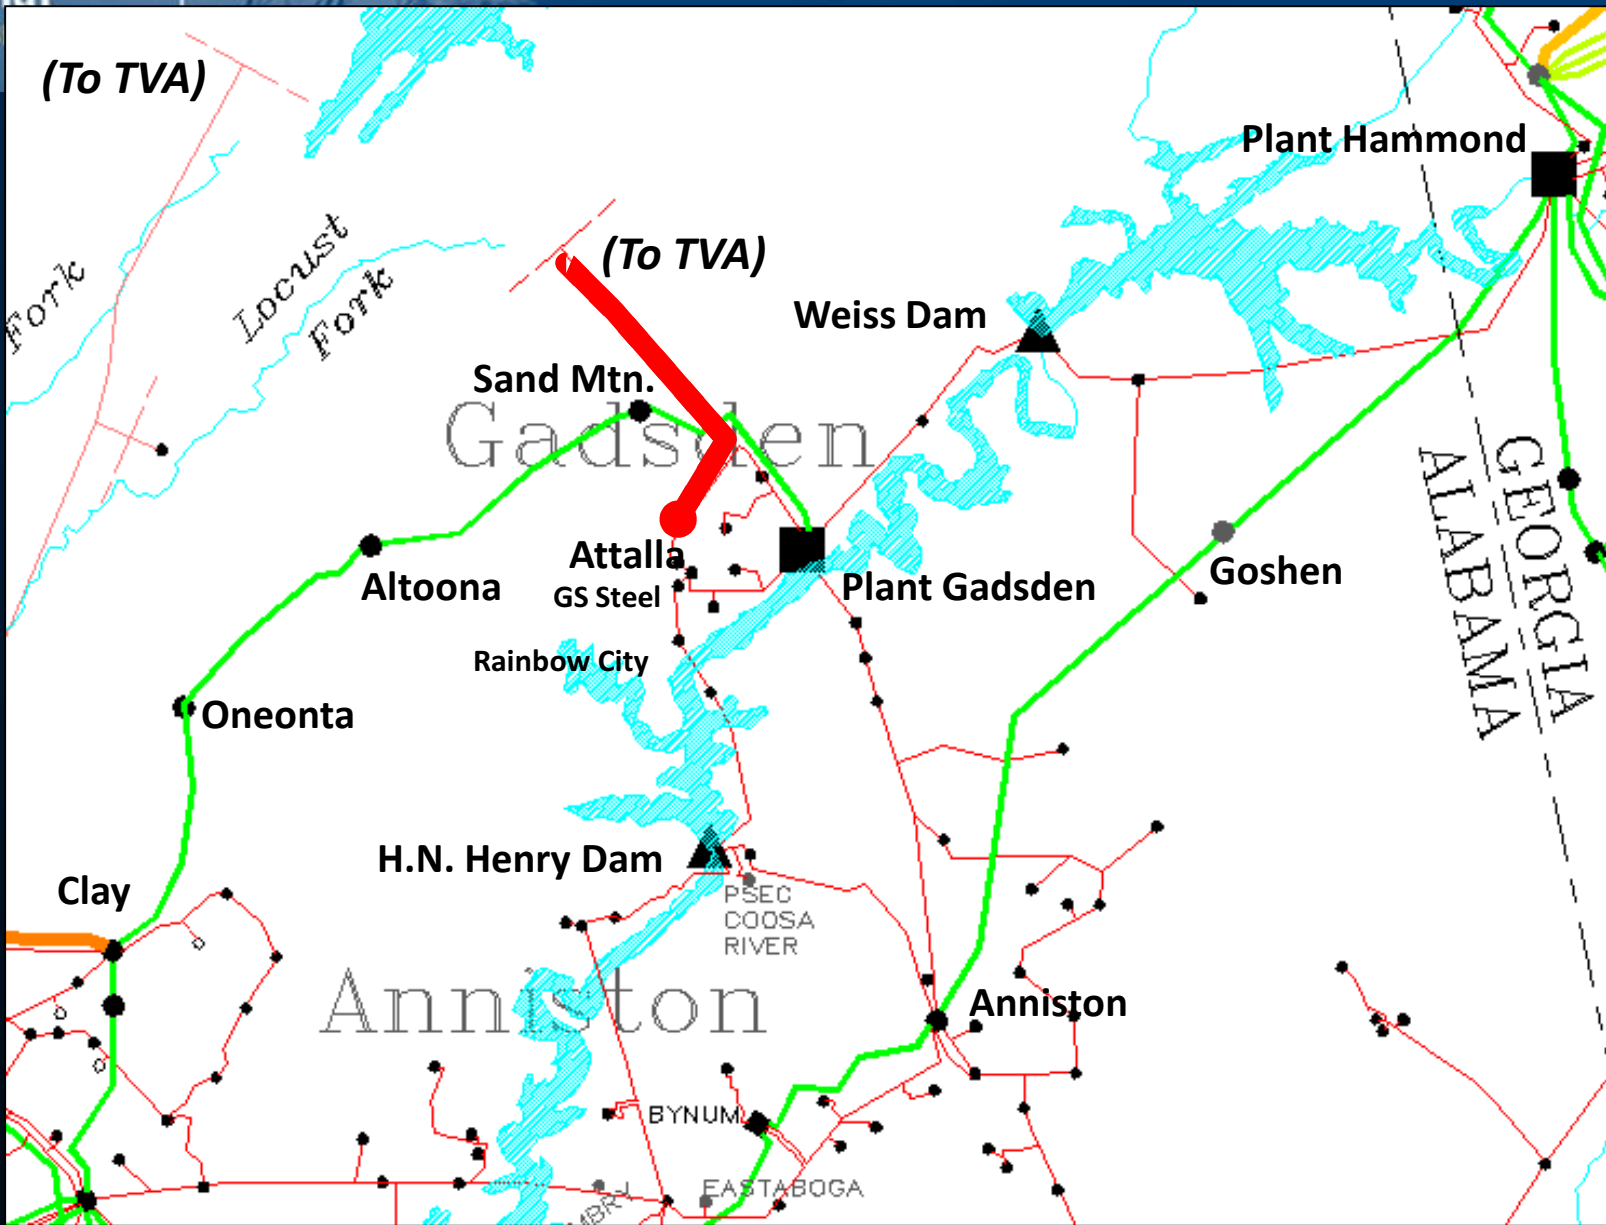 (To TVA)
Plant Hammond
Locust
Fork
Fork
(To TVA)
Weiss Dam
Sand Mtn.
Gadsden
GEORGIA
ALABAMA
Attalla
GS Steel
Altoona
Plant Gadsden
Goshen
Rainbow City
Oneonta
H.N. Henry Dam
Clay
PSEC
COOSA
RIVER
Anniston
Anniston
BYNUM
EASTABOGA